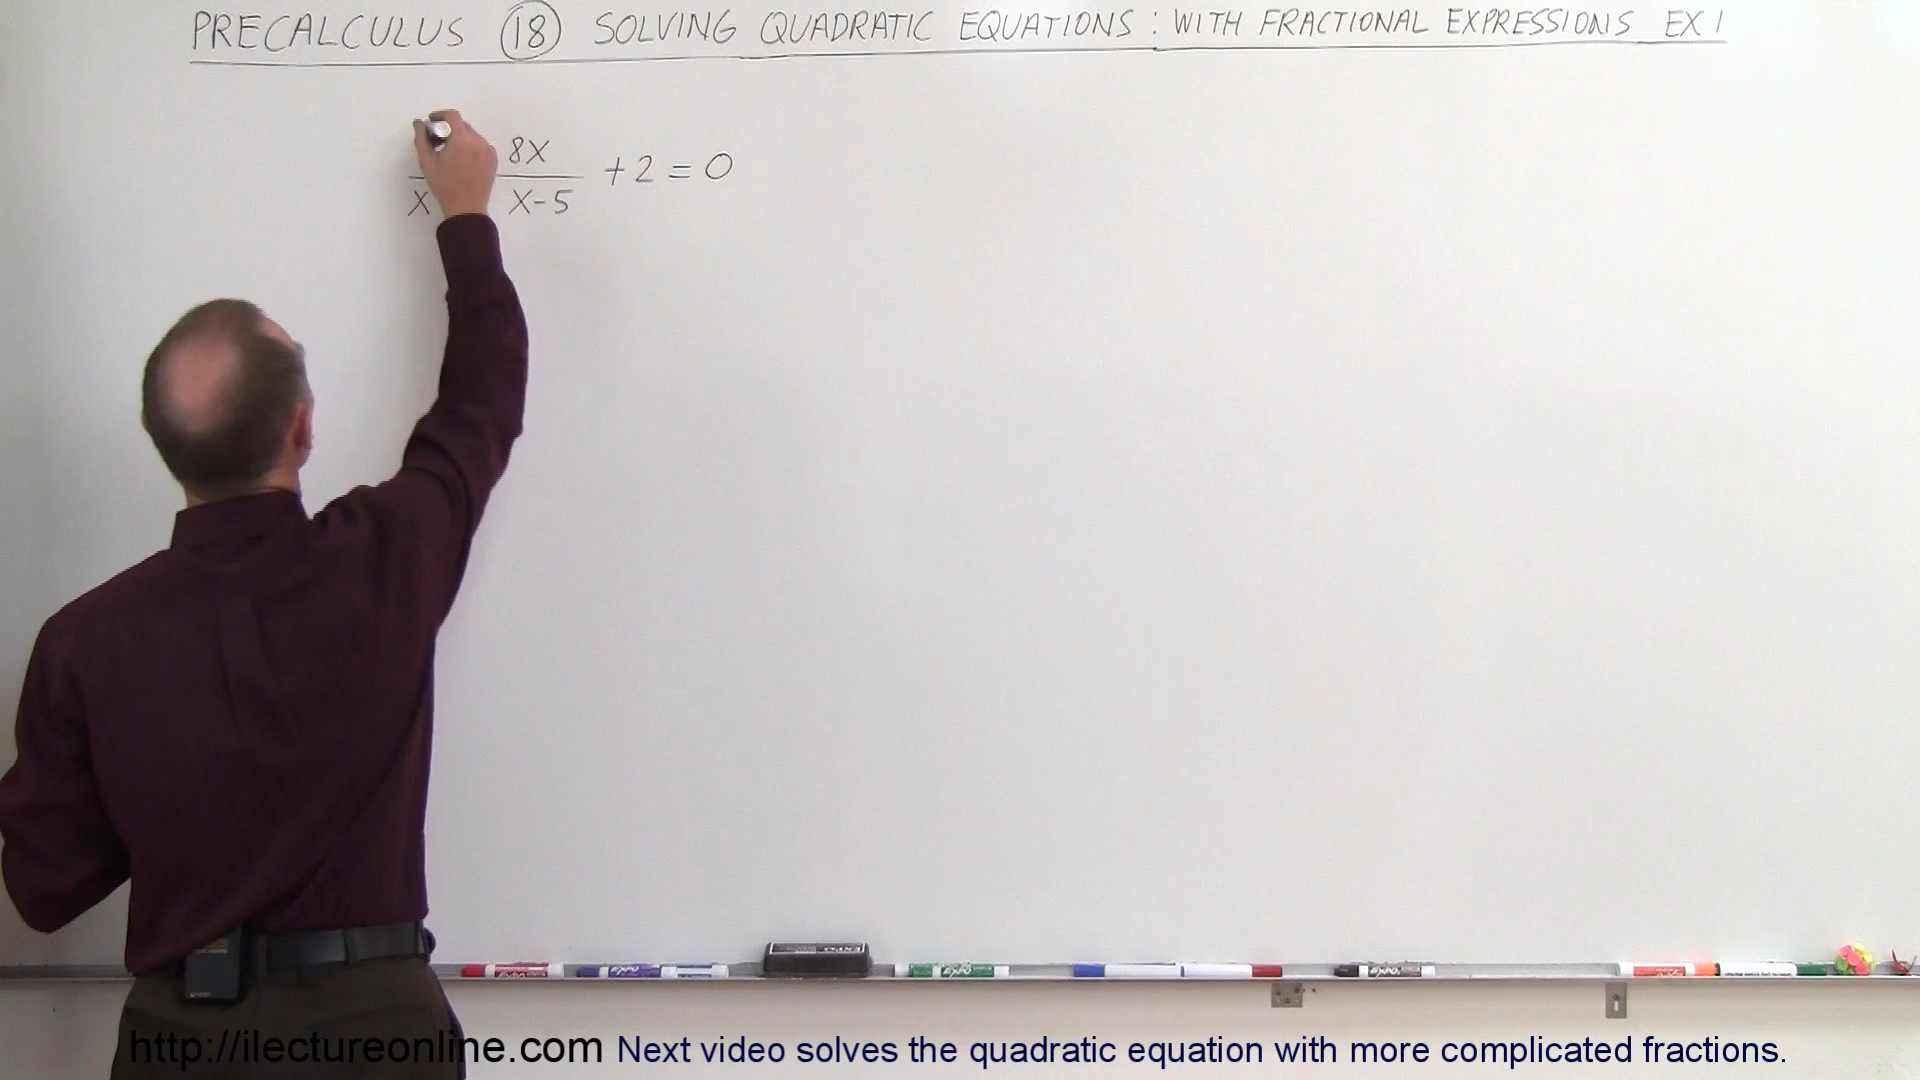 PRECALCULUS 18 SOLVING QUADRATIC EQUATIONS : WITH FRACTIONAL EXPRESSIONS EX 1
8X
+ 2 = 0
X X-5
EXPO
http://ilectureonline.com Next video solves the quadratic equation with more complicated fractions.